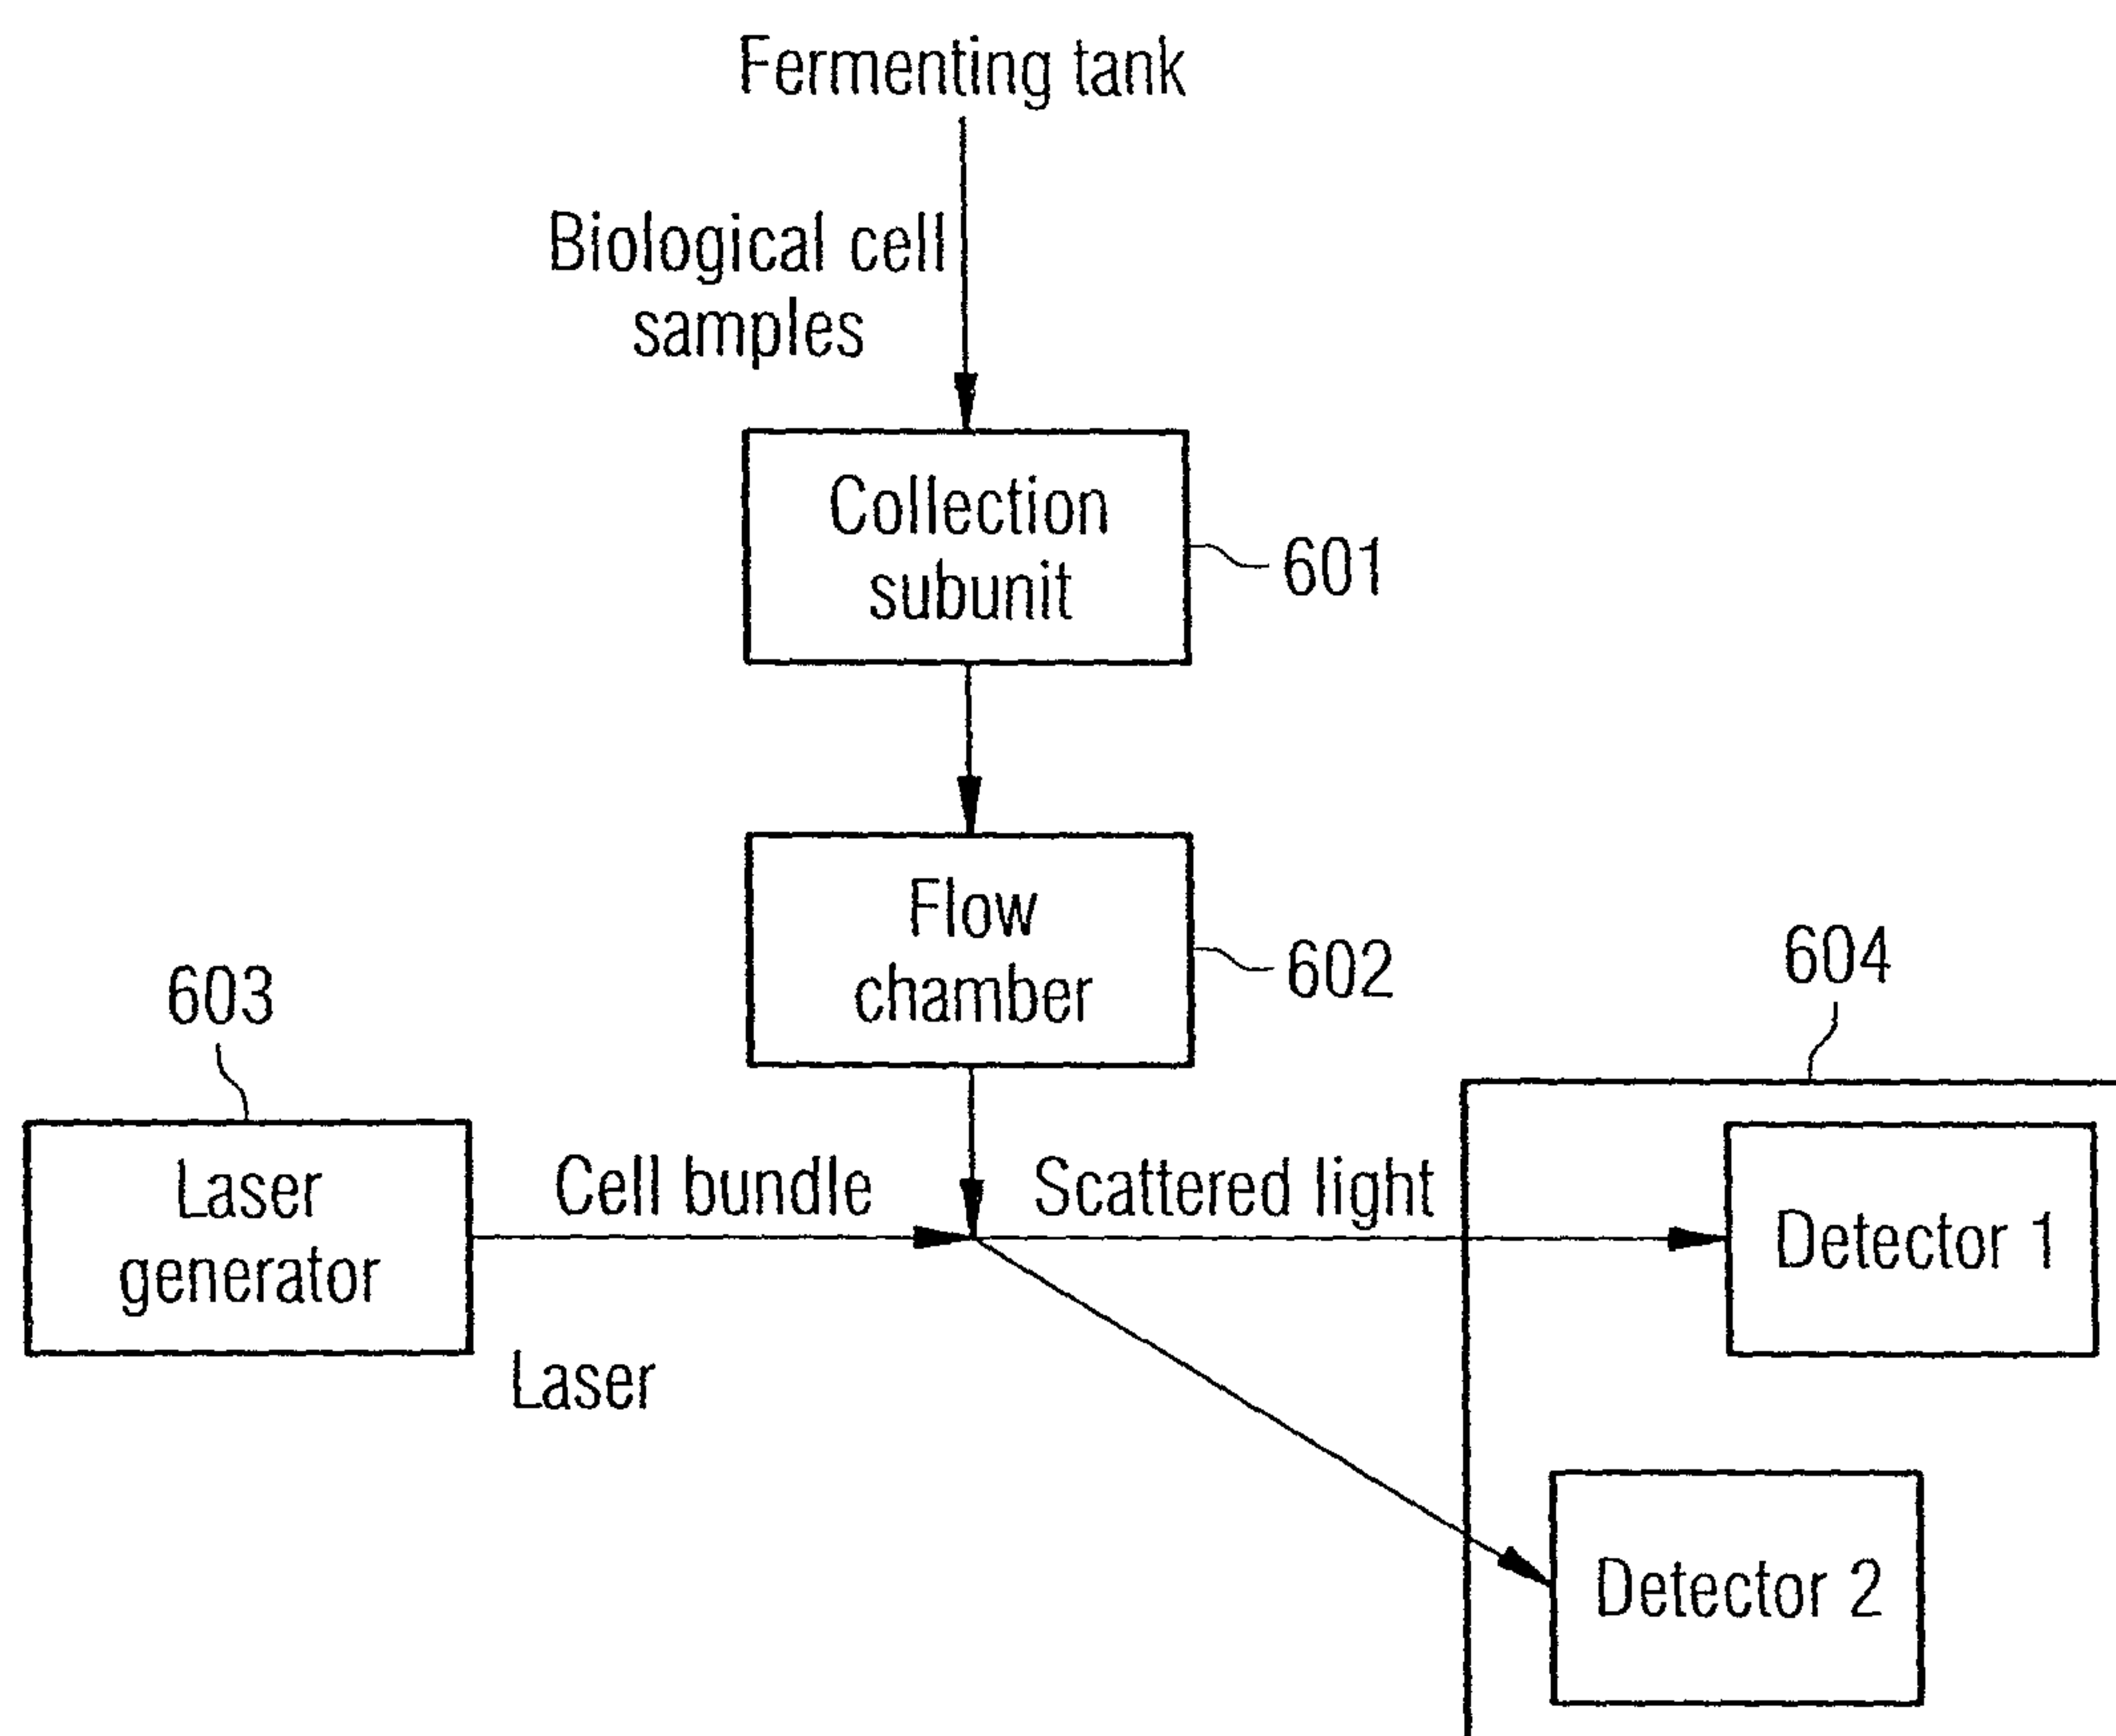 Fermenting tank
Biological cell
samples
Collection
subunit
601
Flow
chamber
602
603
604
Laser
generator
Cell bundle
Scattered light
Detector 1
Laser
Detector 2